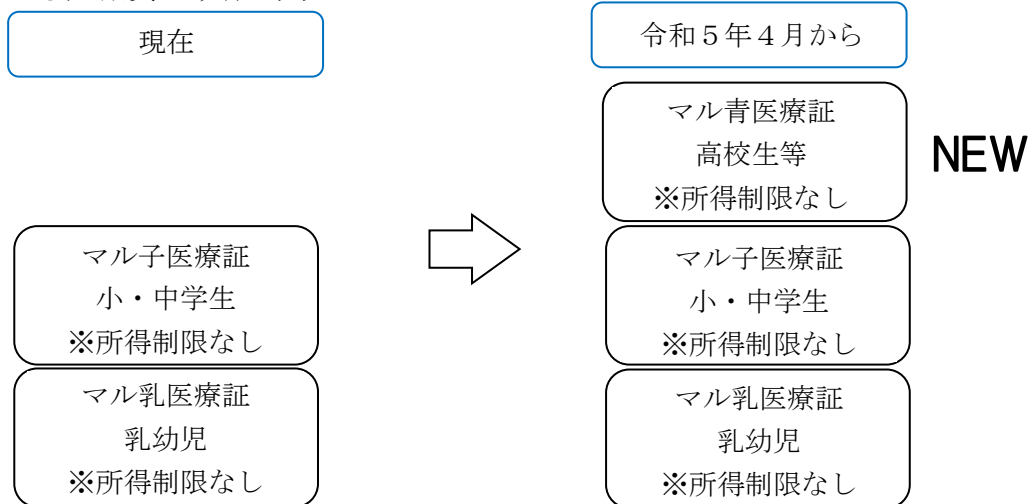 現在
令和5年４月から
マル青医療証
高校生等
※所得制限なし
NEW
マル子医療証
小・中学生
※所得制限なし
マル乳医療証
乳幼児
※所得制限なし
マル子医療証
小・中学生
※所得制限なし
マル乳医療証
乳幼児
※所得制限なし